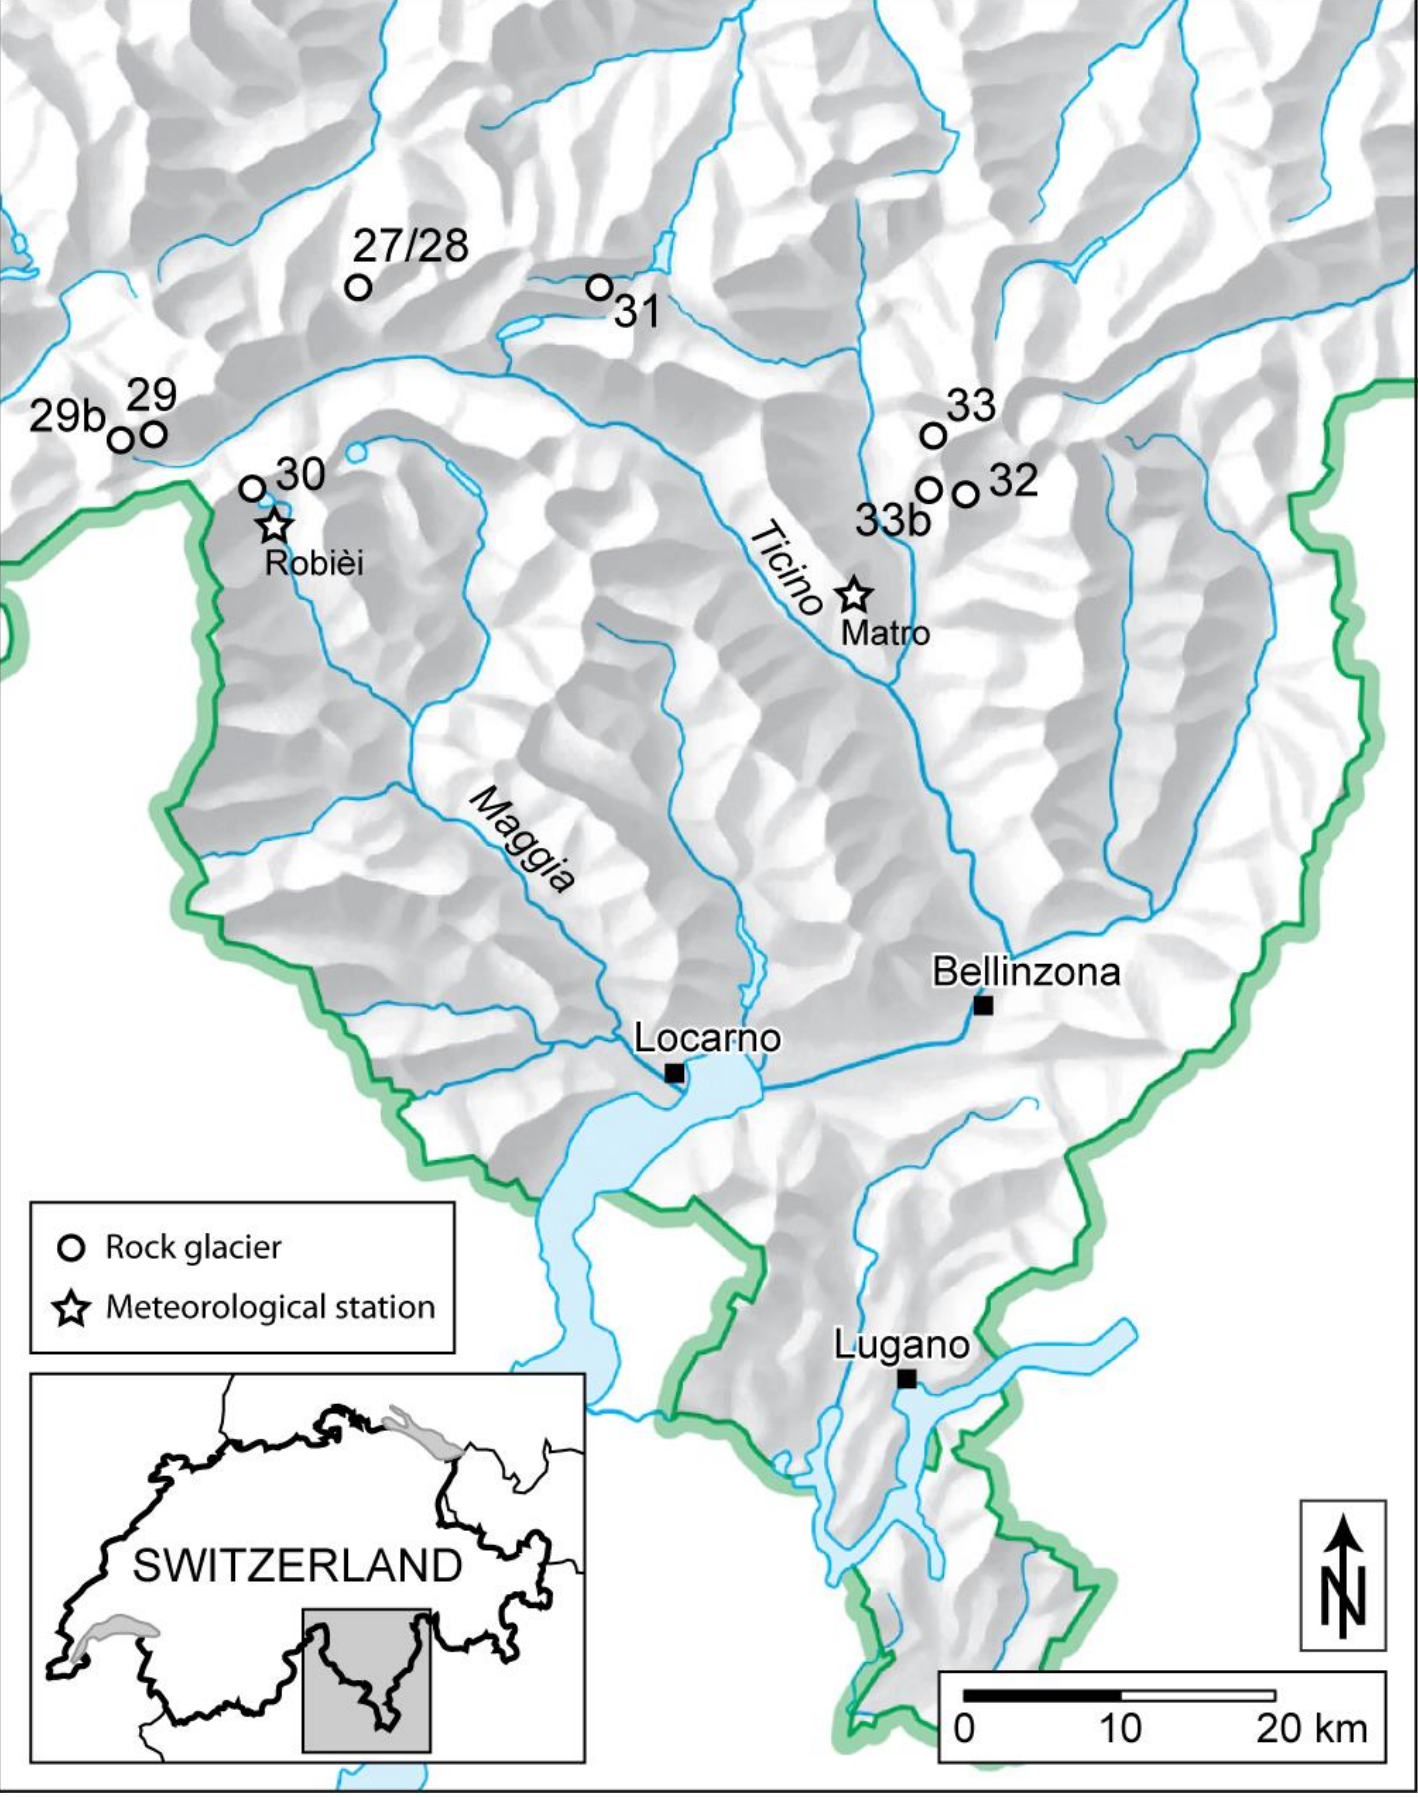 27/28
31
29
29b
33
30
32
33b
Robièi
Ticino
Matro
Maggia
Bellinzona
Locarno
Rock glacier
Meteorological station
Lugano
SWITZERLAND
N
0 10 20 km